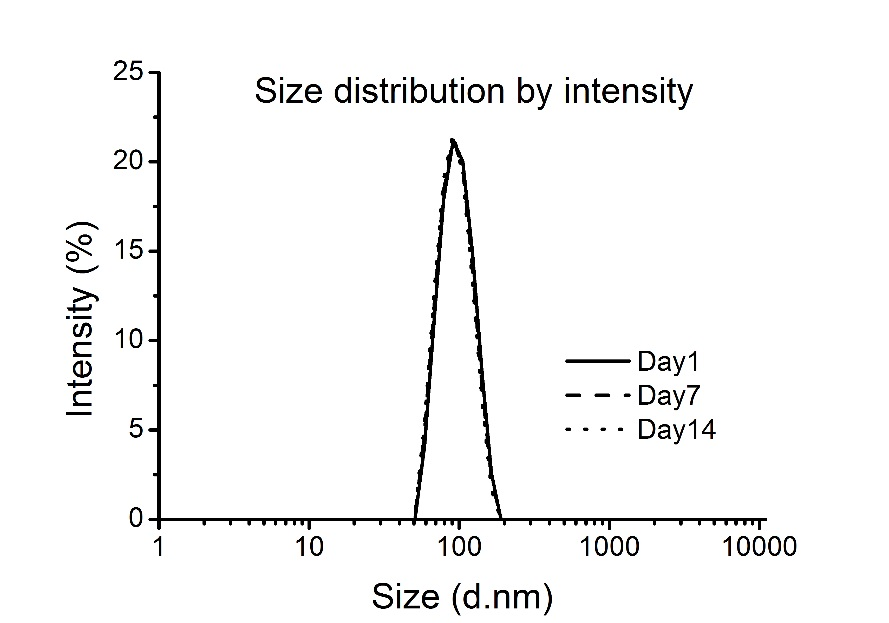 Size distribution by intensity
25
20
15
10
5
0
Intensity (%)
Day1
Day7
Day14
1 10 100 1000 10000
Size (d.nm)